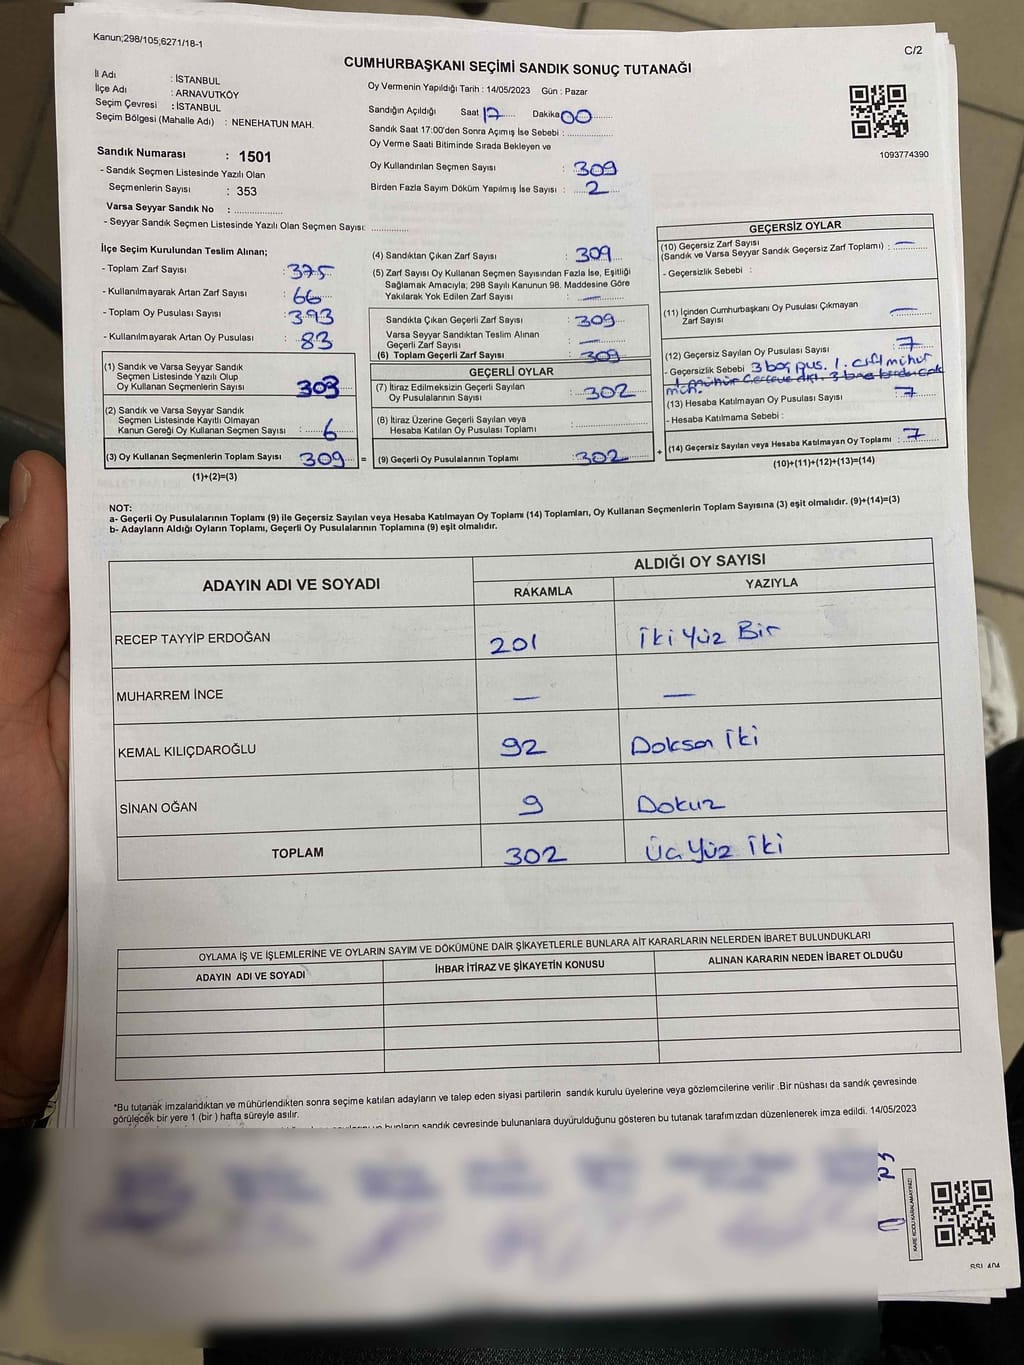 Kanun;298/105;6271/18-1
C/2
CUMHURBAŞKANI SEÇİMİ SANDIK SONUÇ TUTANAĞI
İl Adı : İSTANBUL
İlçe Adı : ARNAVUTKÖY
Seçim Çevresi : İSTANBUL
Seçim Bölgesi (Mahalle Adı) : NENEHATUN MAH.
Sandık Numarası : 1501
- Sandık Seçmen Listesinde Yazılı Olan
Seçmenlerin Sayısı : 353
Varsa Seyyar Sandık No : ................
- Seyyar Sandık Seçmen Listesinde Yazılı Olan Seçmen Sayısı: ............
Oy Vermenin Yapıldığı Tarih : 14/05/2023 Gün : Pazar
Sandığın Açıldığı Saat 17 Dakika 00
Sandık Saat 17:00'den Sonra Açımış İse Sebebi : ................
Oy Verme Saati Bitiminde Sırada Bekleyen ve
Oy Kullandırılan Seçmen Sayısı : 309
Birden Fazla Sayım Döküm Yapılmış İse Sayısı : 2
1093774390
İlçe Seçim Kurulundan Teslim Alınan;
- Toplam Zarf Sayısı : 375
- Kullanılmayarak Artan Zarf Sayısı : 66
- Toplam Oy Pusulası Sayısı : 393
- Kullanılmayarak Artan Oy Pusulası : 83
(1) Sandık ve Varsa Seyyar Sandık
Seçmen Listesinde Yazılı Olup
Oy Kullanan Seçmenlerin Sayısı : 303
(2) Sandık ve Varsa Seyyar Sandık
Seçmen Listesinde Kayıtlı Olmayan
Kanun Gereği Oy Kullanan Seçmen Sayısı : 6
(3) Oy Kullanan Seçmenlerin Toplam Sayısı 309 =
(1)+(2)=(3)
(4) Sandıktan Çıkan Zarf Sayısı : 309
(5) Zarf Sayısı Oy Kullanan Seçmen Sayısından Fazla İse, Eşitliği
Sağlamak Amacıyla; 298 Sayılı Kanunun 98. Maddesine Göre
Yakılarak Yok Edilen Zarf Sayısı : —
Sandıkta Çıkan Geçerli Zarf Sayısı : 309
Varsa Seyyar Sandıktan Teslim Alınan
Geçerli Zarf Sayısı : —
(6) Toplam Geçerli Zarf Sayısı : 309
GEÇERLİ OYLAR
(7) İtiraz Edilmeksizin Geçerli Sayılan
Oy Pusulasının Sayısı : 302
(8) İtiraz Üzerine Geçerli Sayılan veya
Hesaba Katılan Oy Pusulası Toplamı : ................
(9) Geçerli Oy Pusulalarının Toplamı : 302 +
GEÇERSİZ OYLAR
(10) Geçersiz Zarf Sayısı
(Sandık ve Varsa Seyyar Sandık Geçersiz Zarf Toplamı) : —
- Geçersizlik Sebebi :
(11) İçinden Cumhurbaşkanı Oy Pusulası Çıkmayan
Zarf Sayısı : —
(12) Geçersiz Sayılan Oy Pusulası Sayısı : 7
- Geçersizlik Sebebi 3 boş pus. 1. çift mühür
müh.
(13) Hesaba Katılmayan Oy Pusulası Sayısı : 7
- Hesaba Katılmama Sebebi :
(14) Geçersiz Sayılan veya Hesaba Katılmayan Oy Toplamı : 7
(10)+(11)+(12)+(13)=(14)
NOT:
a- Geçerli Oy Pusulalarının Toplamı (9) ile Geçersiz Sayılan veya Hesaba Katılmayan Oy Toplamı (14) Toplamları, Oy Kullanan Seçmenlerin Toplam Sayısına (3) eşit olmalıdır. (9)+(14)=(3)
b- Adayların Aldığı Oyların Toplamı, Geçerli Oy Pusulalarının Toplamına (9) eşit olmalıdır.
ADAYIN ADI VE SOYADI ALDIĞI OY SAYISI
RAKAMLA YAZIYLA
RECEP TAYYİP ERDOĞAN 201 İki Yüz Bir
MUHARREM İNCE — —
KEMAL KILIÇDAROĞLU 92 Doksan İki
SİNAN OĞAN 9 Dokuz
TOPLAM 302 Üç Yüz İki
OYLAMA İŞ VE İŞLEMLERİNE VE OYLARIN SAYIM VE DÖKÜMÜNE DAİR ŞİKAYETLERLE BUNLARA AİT KARARLARIN NELERDEN İBARET BULUNDUKLARI
ADAYIN ADI VE SOYADI İHBAR İTİRAZ VE ŞİKAYETİN KONUSU ALINAN KARARIN NEDEN İBARET OLDUĞU
*Bu tutanak imzalandıktan ve mühürlendikten sonra seçime katılan adayların ve talep eden siyasi partilerin sandık kurulu üyelerine veya gözlemcilerine verilir .Bir nüshası da sandık çevresinde
görülecek bir yere 1 (bir ) hafta süreyle asılır.
bunların sandık çevresinde bulunanlara duyurulduğunu gösteren bu tutanak tarafımızdan düzenlenerek imza edildi. 14/05/2023
KARE KODU KARALAMAYINIZ!